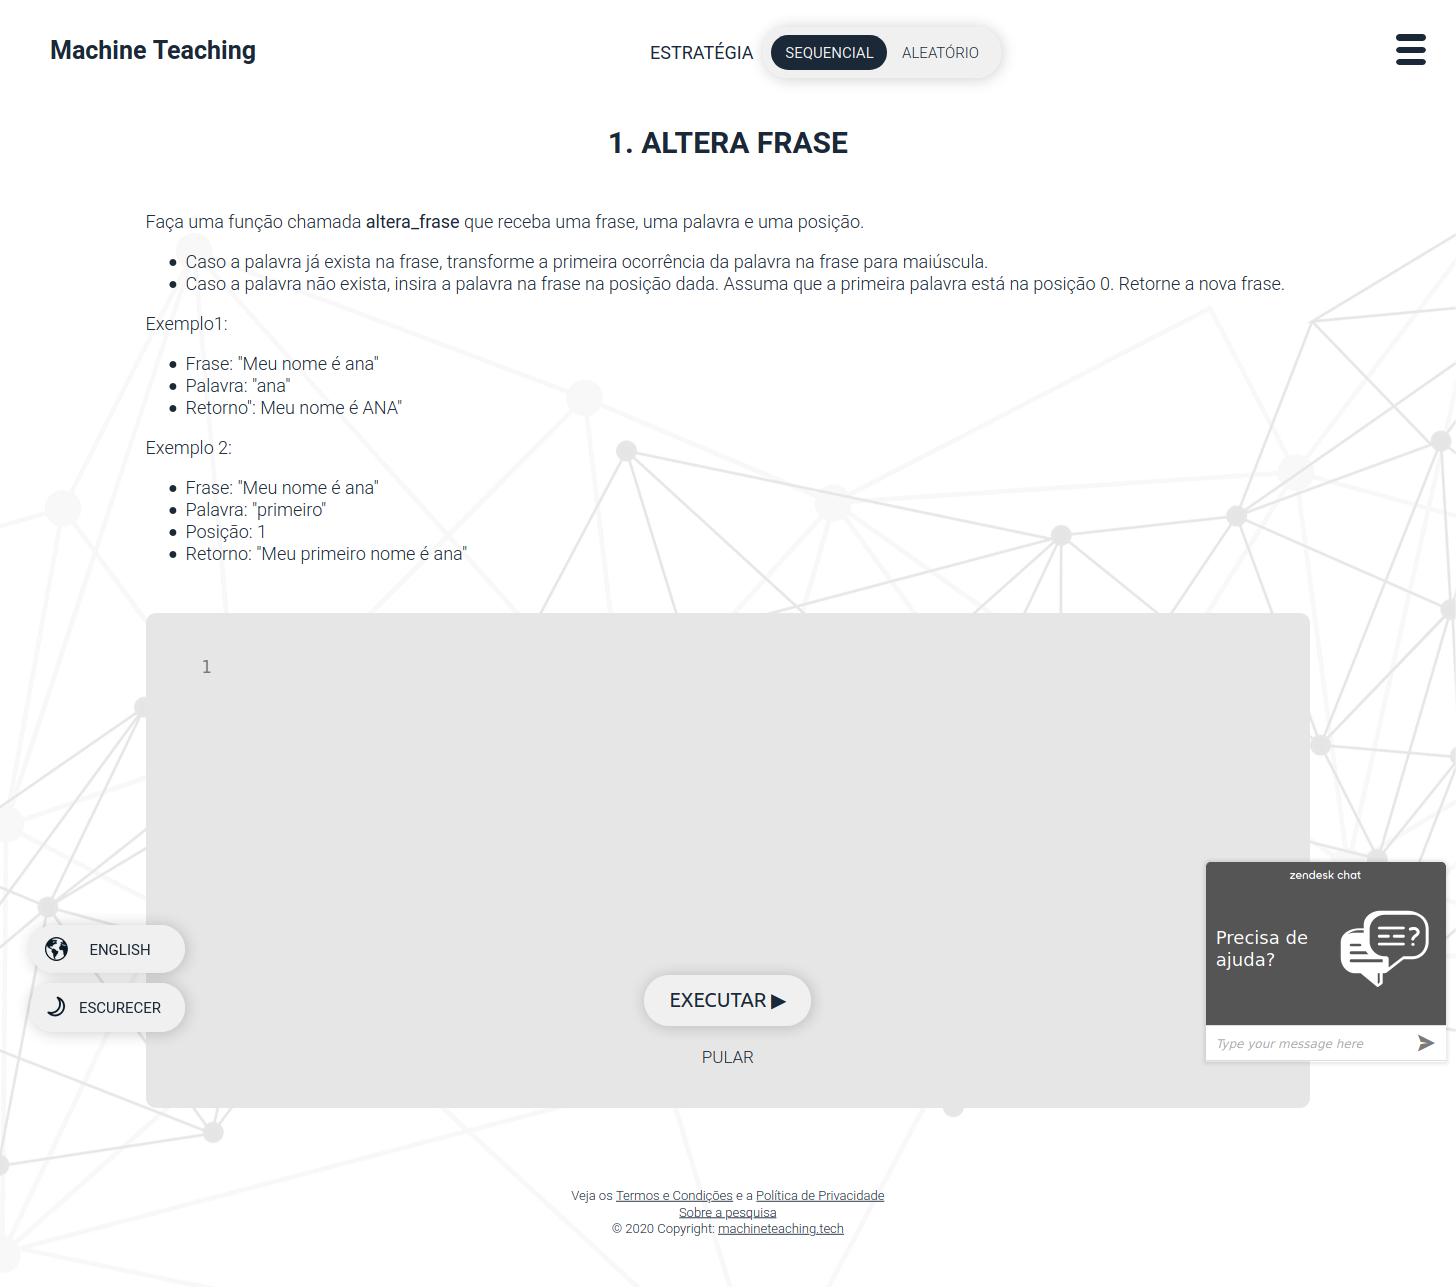 Machine Teaching
ESTRATÉGIA SEQUENCIAL ALEATÓRIO
1. ALTERA FRASE
Faça uma função chamada altera_frase que receba uma frase, uma palavra e uma posição.
Caso a palavra já exista na frase, transforme a primeira ocorrência da palavra na frase para maiúscula.
Caso a palavra não exista, insira a palavra na frase na posição dada. Assuma que a primeira palavra está na posição 0. Retorne a nova frase.
Exemplo1:
Frase: "Meu nome é ana"
Palavra: "ana"
Retorno": Meu nome é ANA"
Exemplo 2:
Frase: "Meu nome é ana"
Palavra: "primeiro"
Posição: 1
Retorno: "Meu primeiro nome é ana"
1
zendesk chat
Precisa de
ajuda?
Type your message here
ENGLISH
ESCURECER
EXECUTAR ▶
PULAR
Veja os Termos e Condições e a Política de Privacidade
Sobre a pesquisa
© 2020 Copyright: machineteaching.tech